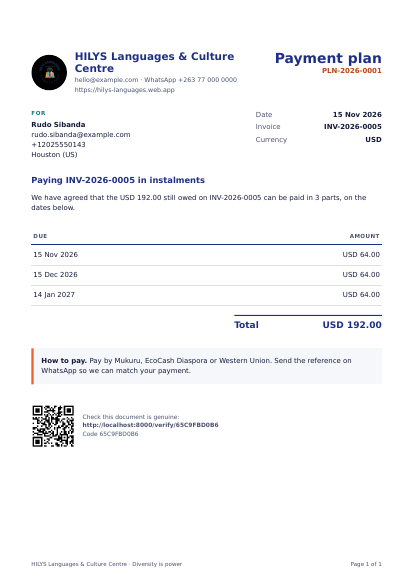 HILYS Languages & Culture
Centre
hello@example.com · WhatsApp +263 77 000 0000
https://hilys-languages.web.app
Payment plan
PLN-2026-0001
FOR
Rudo Sibanda
rudo.sibanda@example.com
+12025550143
Houston (US)
Date 15 Nov 2026
Invoice INV-2026-0005
Currency USD
Paying INV-2026-0005 in instalments
We have agreed that the USD 192.00 still owed on INV-2026-0005 can be paid in 3 parts, on the
dates below.
DUE AMOUNT
15 Nov 2026 USD 64.00
15 Dec 2026 USD 64.00
14 Jan 2027 USD 64.00
Total USD 192.00
How to pay. Pay by Mukuru, EcoCash Diaspora or Western Union. Send the reference on
WhatsApp so we can match your payment.
Check this document is genuine:
http://localhost:8000/verify/65C9FBD0B6
Code 65C9FBD0B6
HILYS Languages & Culture Centre · Diversity is power Page 1 of 1